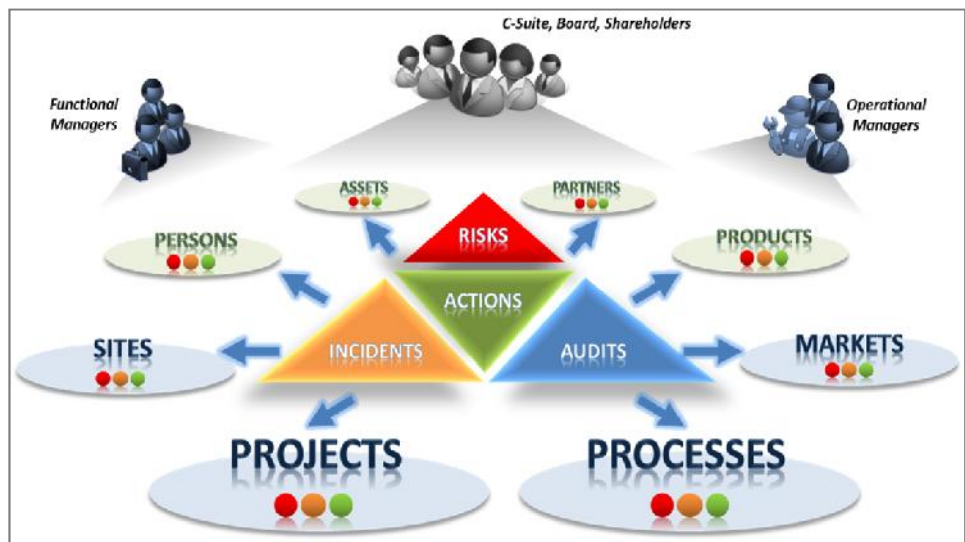 C-Suite, Board, Shareholders
Functional
Managers
Operational
Managers
ASSETS
PARTNERS
RISKS
PERSONS
PRODUCTS
ACTIONS
SITES
INCIDENTS
AUDITS
MARKETS
PROJECTS
PROCESSES